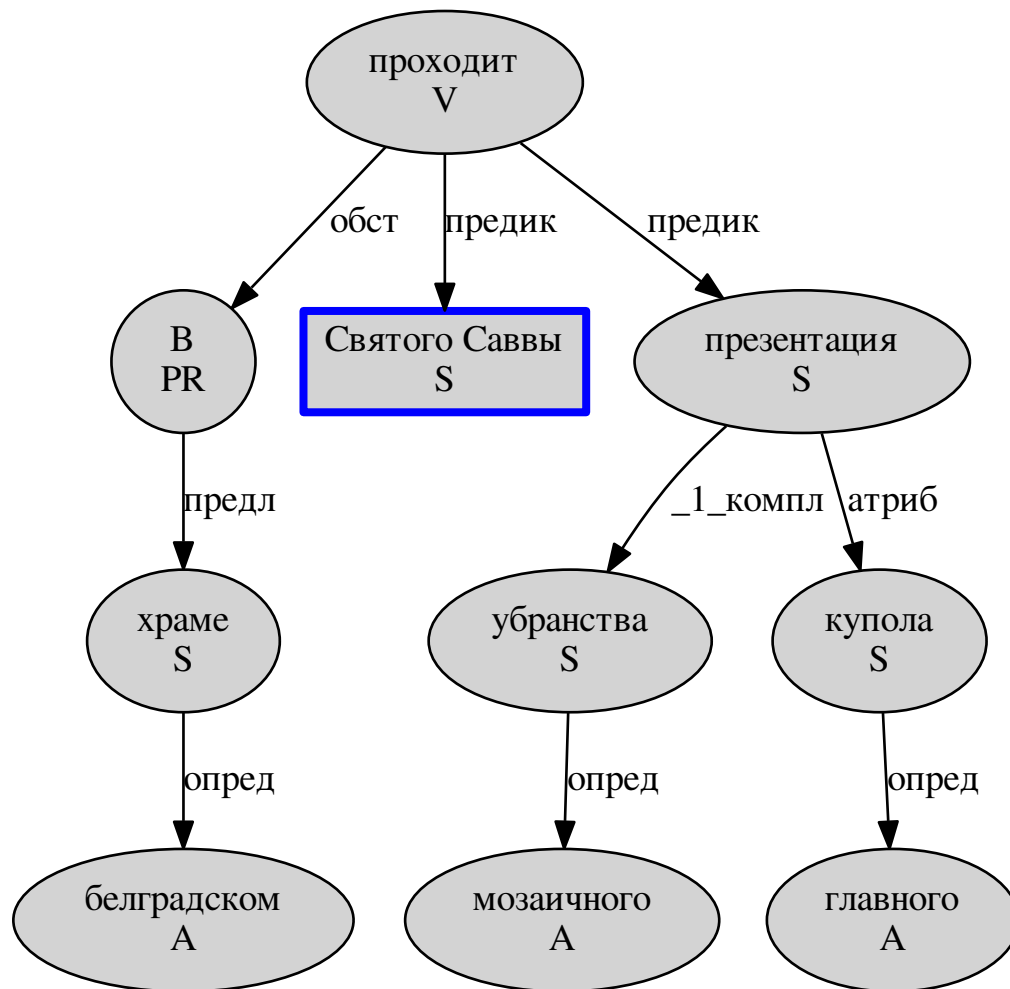 проходит
V
обст
предик
предик
В
PR
Святого Саввы
S
презентация
S
предл
_1_компл
атриб
храме
S
убранства
S
купола
S
опред
опред
опред
белградском
A
мозаичного
A
главного
A